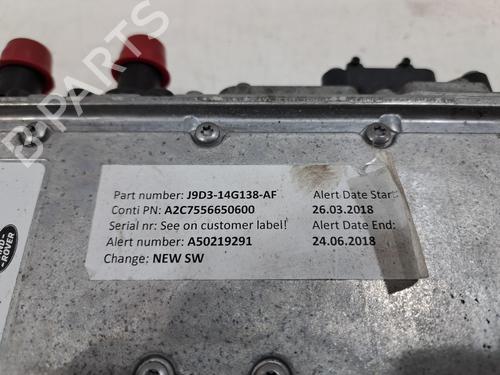 B-PARTS
Part number: J9D3-14G138-AF Alert Date Start
Conti PN: A2C7556650600 26.03.2018
Serial nr: See on customer label! Alert Date End:
Alert number: A50219291 24.06.2018
Change: NEW SW
ROVER